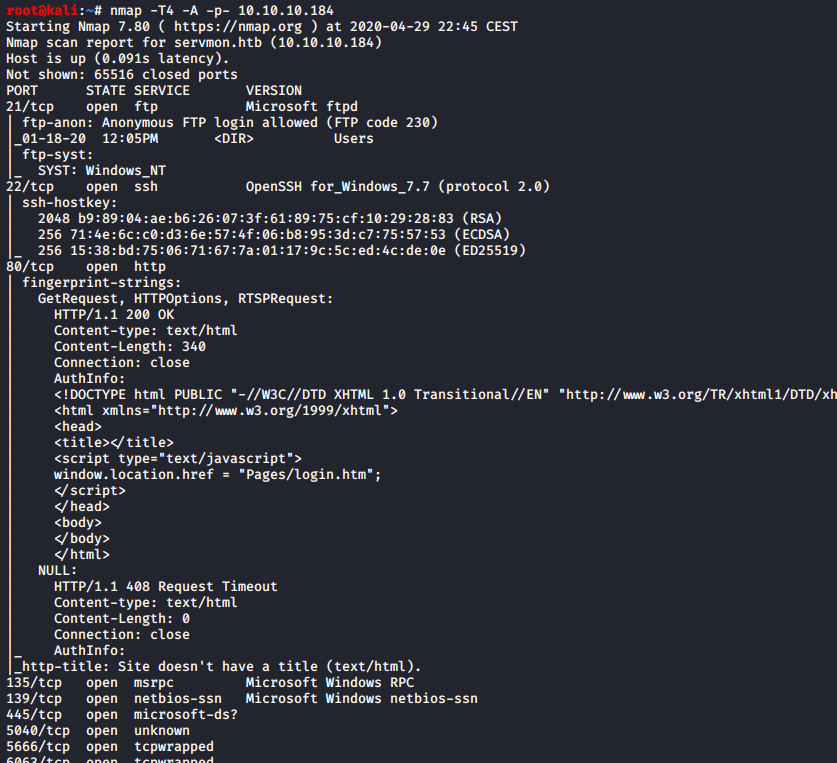 root@kali:~# nmap -T4 -A -p- 10.10.10.184
Starting Nmap 7.80 ( https://nmap.org ) at 2020-04-29 22:45 CEST
Nmap scan report for servmon.htb (10.10.10.184)
Host is up (0.091s latency).
Not shown: 65516 closed ports
PORT      STATE SERVICE       VERSION
21/tcp    open  ftp           Microsoft ftpd
| ftp-anon: Anonymous FTP login allowed (FTP code 230)
|_01-18-20  12:05PM       <DIR>          Users
| ftp-syst:
|_  SYST: Windows_NT
22/tcp    open  ssh           OpenSSH for_Windows_7.7 (protocol 2.0)
| ssh-hostkey:
|   2048 b9:89:04:ae:b6:26:07:3f:61:89:75:cf:10:29:28:83 (RSA)
|   256 71:4e:6c:c0:d3:6e:57:4f:06:b8:95:3d:c7:75:57:53 (ECDSA)
|_  256 15:38:bd:75:06:71:67:7a:01:17:9c:5c:ed:4c:de:0e (ED25519)
80/tcp    open  http
| fingerprint-strings:
|   GetRequest, HTTPOptions, RTSPRequest:
|     HTTP/1.1 200 OK
|     Content-type: text/html
|     Content-Length: 340
|     Connection: close
|     AuthInfo:
|     <!DOCTYPE html PUBLIC "-//W3C//DTD XHTML 1.0 Transitional//EN" "http://www.w3.org/TR/xhtml1/DTD/xh
|     <html xmlns="http://www.w3.org/1999/xhtml">
|     <head>
|     <title></title>
|     <script type="text/javascript">
|     window.location.href = "Pages/login.htm";
|     </script>
|     </head>
|     <body>
|     </body>
|     </html>
|   NULL:
|     HTTP/1.1 408 Request Timeout
|     Content-type: text/html
|     Content-Length: 0
|     Connection: close
|_    AuthInfo:
|_http-title: Site doesn't have a title (text/html).
135/tcp   open  msrpc         Microsoft Windows RPC
139/tcp   open  netbios-ssn   Microsoft Windows netbios-ssn
445/tcp   open  microsoft-ds?
5040/tcp  open  unknown
5666/tcp  open  tcpwrapped
6063/tcp  open  tcpwrapped